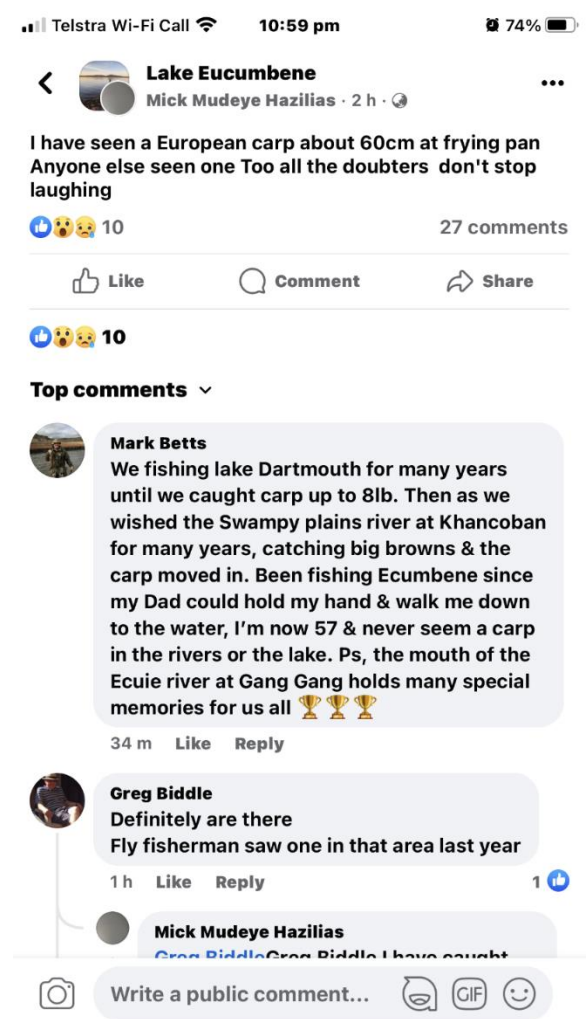 Telstra Wi-Fi Call 10:59 pm 74%
Lake Eucumbene
Mick Mudeye Hazilias · 2 h ·
I have seen a European carp about 60cm at frying pan
Anyone else seen one Too all the doubters don't stop
laughing
10 27 comments
Like Comment Share
10
Top comments
Mark Betts
We fishing lake Dartmouth for many years
until we caught carp up to 8lb. Then as we
wished the Swampy plains river at Khancoban
for many years, catching big browns & the
carp moved in. Been fishing Ecumbene since
my Dad could hold my hand & walk me down
to the water, I'm now 57 & never seem a carp
in the rivers or the lake. Ps, the mouth of the
Ecuie river at Gang Gang holds many special
memories for us all 🏆🏆🏆
34 m Like Reply
Greg Biddle
Definitely are there
Fly fisherman saw one in that area last year
1 h Like Reply 1
Mick Mudeye Hazilias
Greg BiddleGreg Biddle I have caught
Write a public comment... GIF